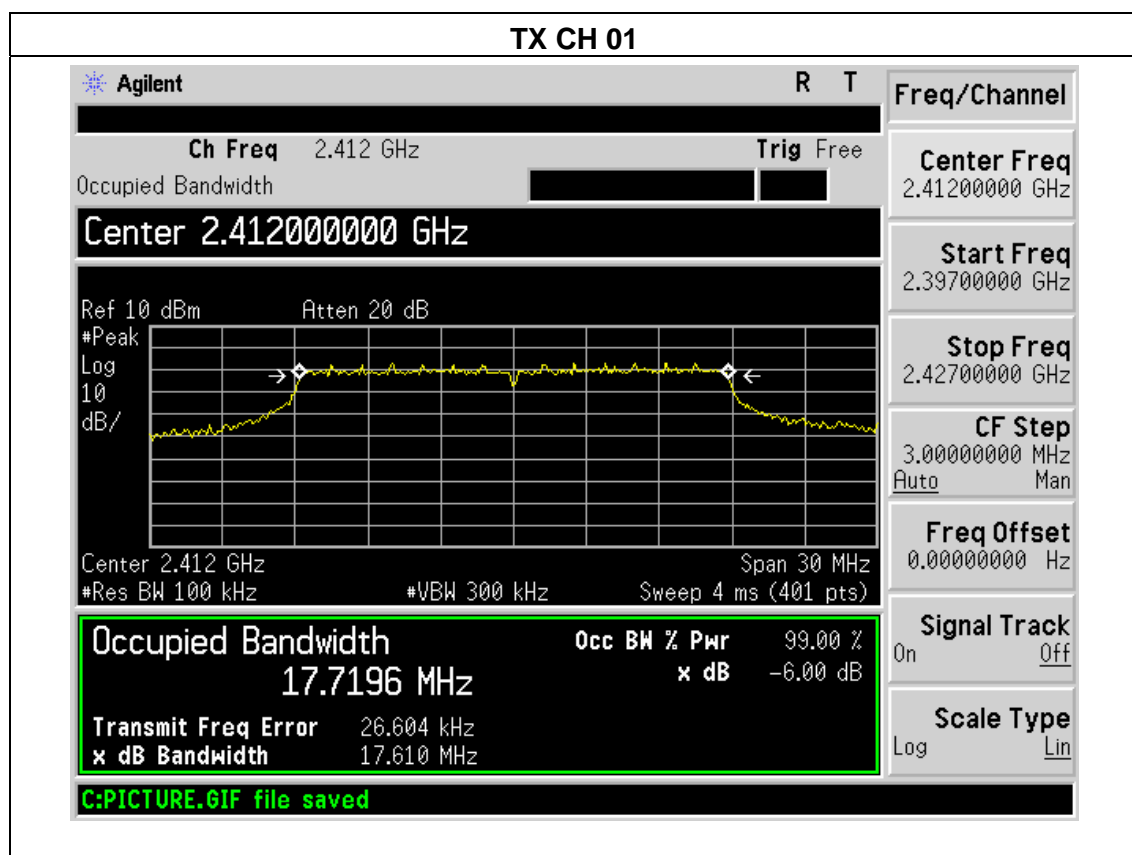 TX CH 01
Agilent
R T
Freq/Channel
Ch Freq 2.412 GHz
Trig Free
Occupied Bandwidth
Center 2.412000000 GHz
Center Freq
2.41200000 GHz
Start Freq
2.39700000 GHz
Stop Freq
2.42700000 GHz
CF Step
3.00000000 MHz
Auto Man
Freq Offset
0.00000000 Hz
Signal Track
On Off
Scale Type
Log Lin
Ref 10 dBm
Atten 20 dB
#Peak
Log
10
dB/
Center 2.412 GHz
Span 30 MHz
#Res BW 100 kHz
#VBW 300 kHz
Sweep 4 ms (401 pts)
Occupied Bandwidth
17.7196 MHz
Occ BW % Pwr 99.00 %
x dB -6.00 dB
Transmit Freq Error 26.604 kHz
x dB Bandwidth 17.610 MHz
C:PICTURE.GIF file saved